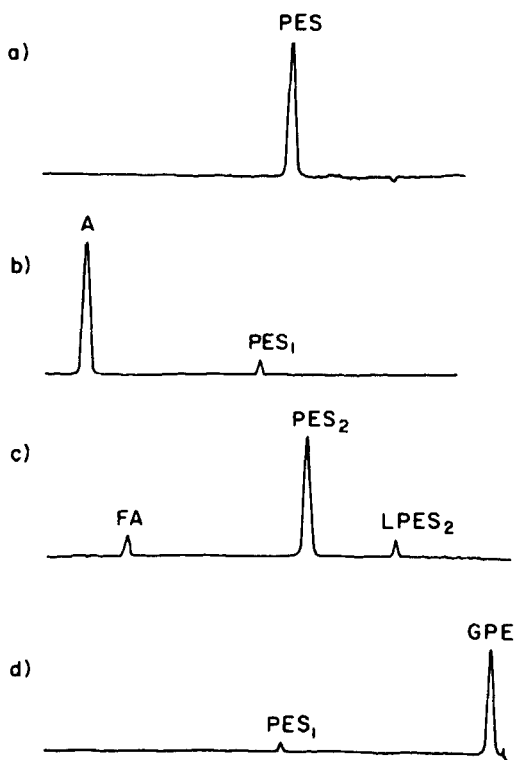 PES
a)
A
b)
PES₁
PES₂
c)
FA
LPES₂
GPE
d)
PES₁